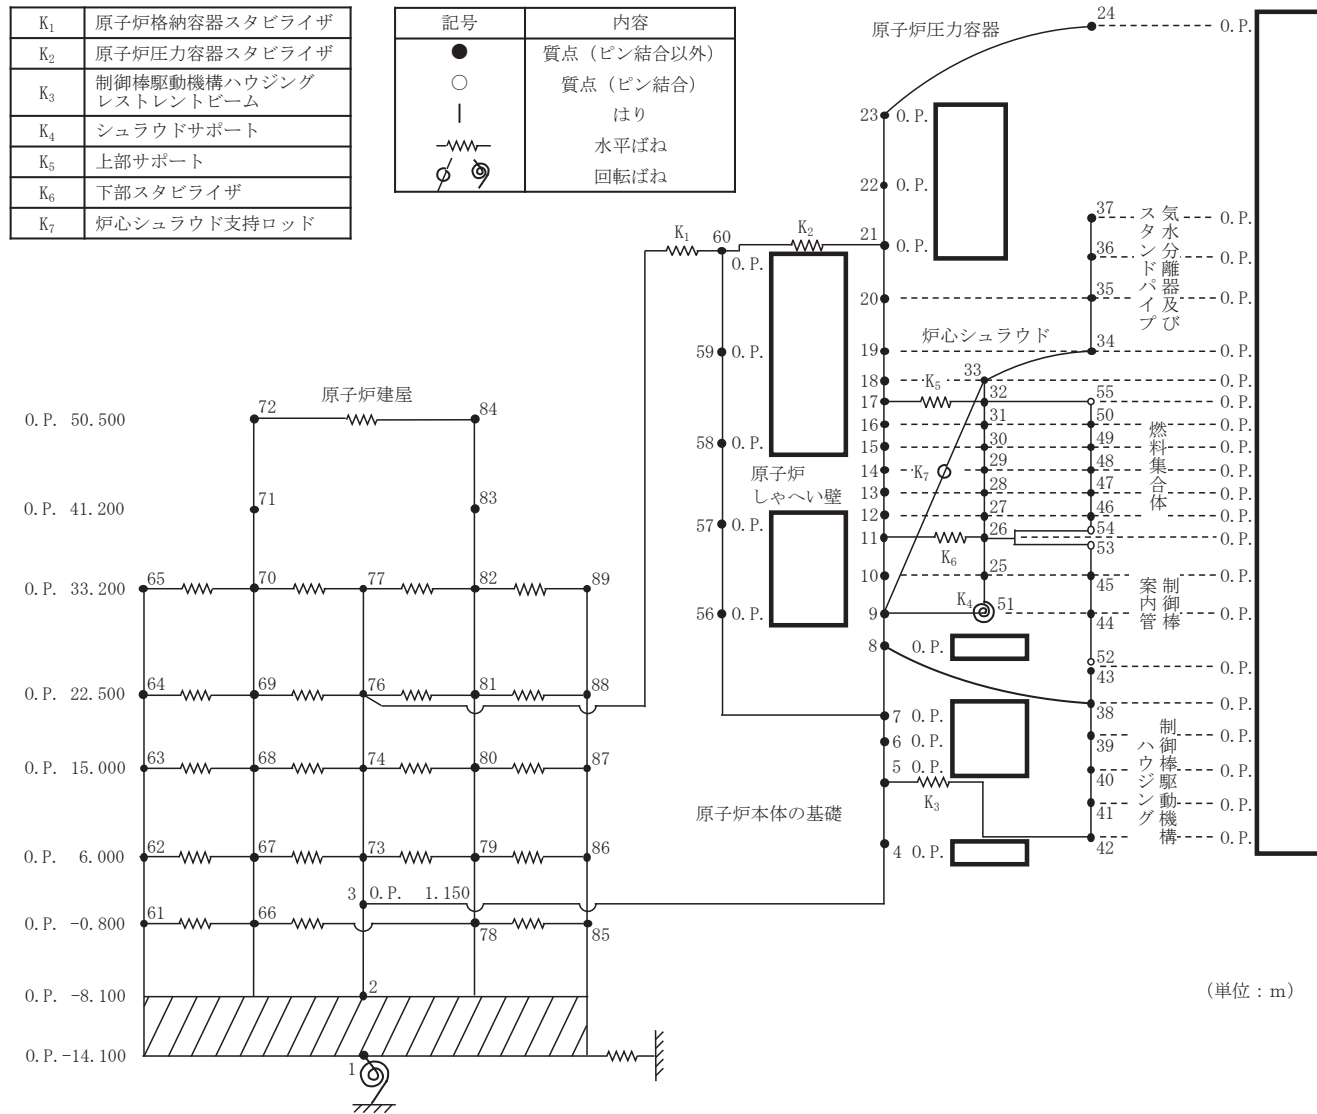 K₁ 原子炉格納容器スタビライザ
K₂ 原子炉圧力容器スタビライザ
K₃ 制御棒駆動機構ハウジング
レストレントビーム
K₄ シュラウドサポート
K₅ 上部サポート
K₆ 下部スタビライザ
K₇ 炉心シュラウド支持ロッド
記号 内容
質点（ピン結合以外）
質点（ピン結合）
はり
水平ばね
回転ばね
原子炉圧力容器
24 O.P.
23 O.P.
22 O.P.
37 O.P.
K₁ 60 K₂ 21 O.P.
O.P.
36 O.P.
20 35 O.P.
気水分離器及び
スタンドパイプ
炉心シュラウド
59 O.P. 19 34 O.P.
18 33 O.P.
17 K₅ 32 55 O.P.
16 31 50 O.P.
58 O.P. 15 30 49 O.P.
14 K₇ 29 48 O.P.
13 28 47 O.P.
12 27 46 O.P.
燃料集合体
原子炉
しゃへい壁
57 O.P. 11 K₆ 26 54 O.P.
53
10 25 45 O.P.
56 O.P. 9 K₄ 51 44 O.P.
制御棒
案内管
8 O.P.
52 O.P.
43
38 O.P.
7 O.P.
6 O.P. 39 O.P.
5 O.P. 40 O.P.
K₃ 41 O.P.
42 O.P.
4 O.P.
制御棒駆動機構
ハウジング
原子炉本体の基礎
原子炉建屋
O.P. 50.500 72 84
O.P. 41.200 71 83
O.P. 33.200 65 70 77 82 89
O.P. 22.500 64 69 76 81 88
O.P. 15.000 63 68 74 80 87
O.P. 6.000 62 67 73 79 86
3 O.P. 1.150
O.P. -0.800 61 66 78 85
O.P. -8.100 2
O.P.-14.100 1
（単位：m）